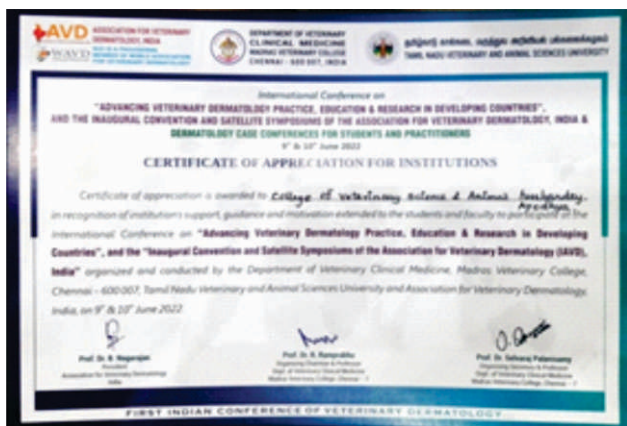 AVD ASSOCIATION FOR VETERINARY
DERMATOLOGY, INDIA
WAVD
DEPARTMENT OF VETERINARY
CLINICAL MEDICINE
MADRAS VETERINARY COLLEGE
CHENNAI - 600 007, INDIA
TAMIL NADU VETERINARY AND ANIMAL SCIENCES UNIVERSITY
International Conference on
"ADVANCING VETERINARY DERMATOLOGY PRACTICE, EDUCATION & RESEARCH IN DEVELOPING COUNTRIES",
AND THE INAUGURAL CONVENTION AND SATELLITE SYMPOSIUMS OF THE ASSOCIATION FOR VETERINARY DERMATOLOGY, INDIA &
DERMATOLOGY CASE CONFERENCES FOR STUDENTS AND PRACTITIONERS
9th & 10th June 2022
CERTIFICATE OF APPRECIATION FOR INSTITUTIONS
Certificate of appreciation is awarded to College of Veterinary Science & Animal
in recognition of institution's support, guidance and motivation extended to the students and faculty to participate in the
International Conference on "Advancing Veterinary Dermatology Practice, Education & Research in Developing
Countries", and the "Inaugural Convention and Satellite Symposiums of the Association for Veterinary Dermatology (AVD),
India" organized and conducted by the Department of Veterinary Clinical Medicine, Madras Veterinary College,
Chennai - 600 007, Tamil Nadu Veterinary and Animal Sciences University and Association for Veterinary Dermatology,
India, on 9th & 10th June 2022
Prof. Dr. B. Nagarajan
President
Association for Veterinary Dermatology
India
Prof. Dr. R. Ramprabhu
Organizing Chairman & Professor
Dept. of Veterinary Clinical Medicine
Madras Veterinary College, Chennai - 7
Prof. Dr. Selvaraj Palanisamy
Organizing Secretary & Professor
Dept. of Veterinary Clinical Medicine
Madras Veterinary College, Chennai - 7
FIRST INDIAN CONFERENCE OF VETERINARY DERMATOLOGY